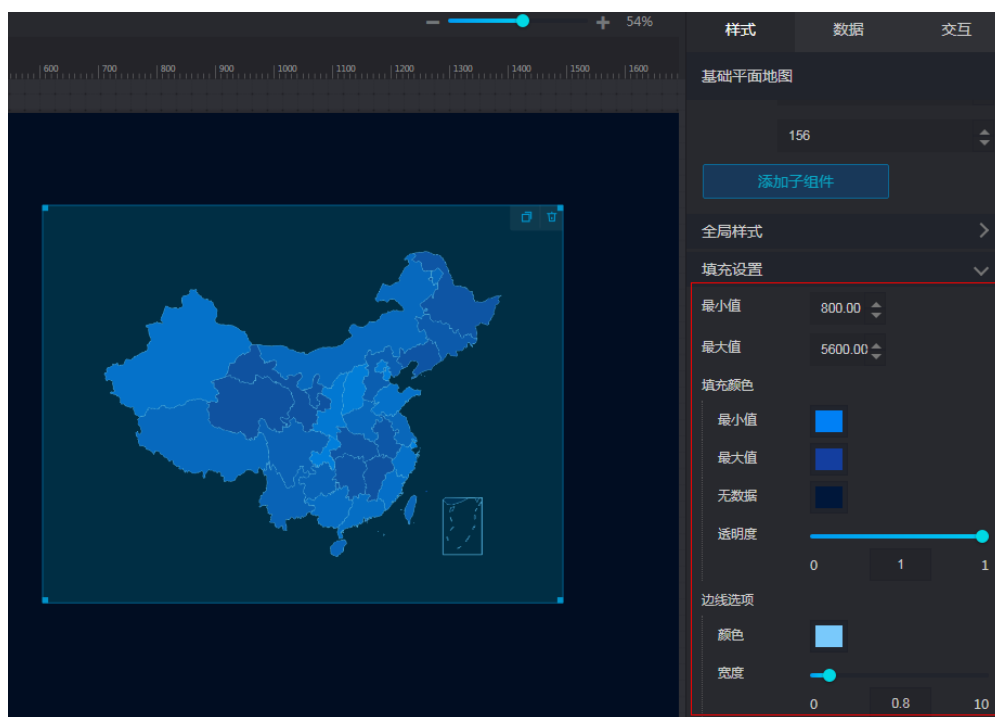 54%
样式 数据 交互
600 700 800 900 1000 1100 1200 1300 1400 1500 1600
基础平面地图
156
添加子组件
全局样式
填充设置
最小值 800.00
最大值 5600.00
填充颜色
最小值
最大值
无数据
透明度
0 1 1
边线选项
颜色
宽度
0 0.8 10